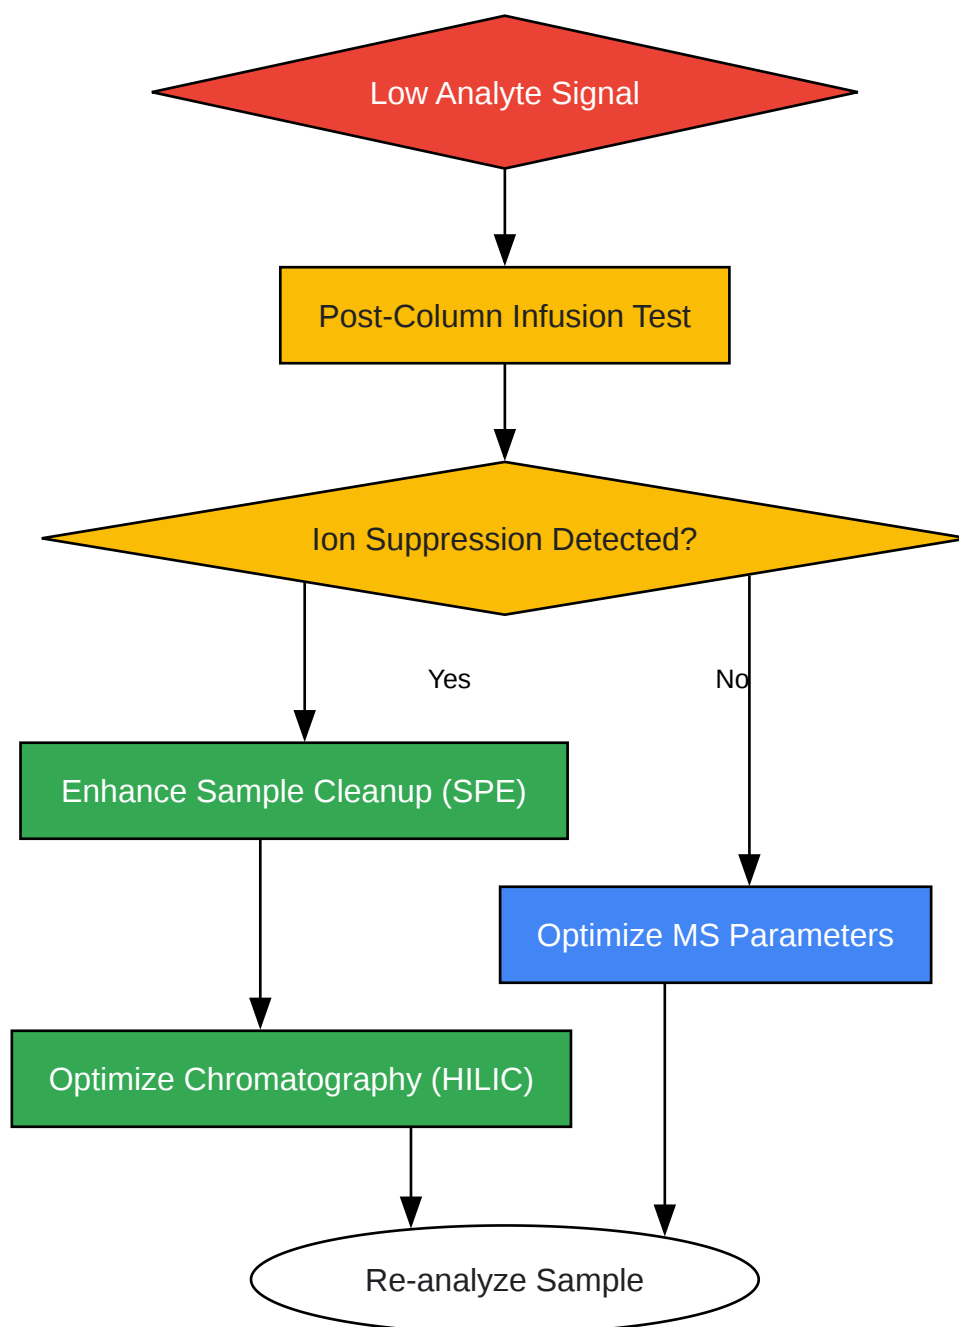 Low Analyte Signal
Post-Column Infusion Test
Ion Suppression Detected?
Yes
No
Enhance Sample Cleanup (SPE)
Optimize MS Parameters
Optimize Chromatography (HILIC)
Re-analyze Sample